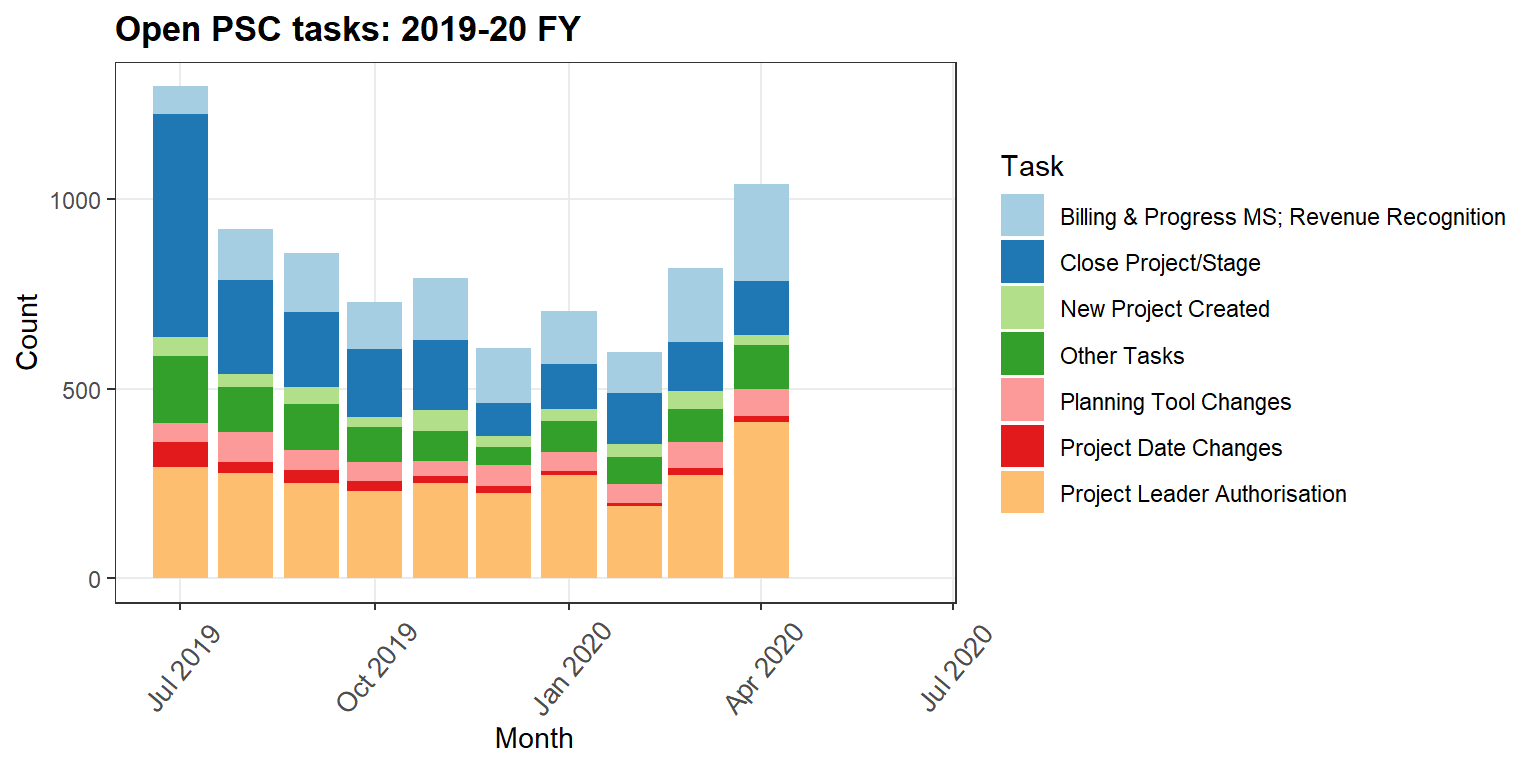 Open PSC tasks: 2019-20 FY
Count
1000
500
0
Jul 2019
Oct 2019
Jan 2020
Apr 2020
Jul 2020
Month
Task
Billing & Progress MS; Revenue Recognition
Close Project/Stage
New Project Created
Other Tasks
Planning Tool Changes
Project Date Changes
Project Leader Authorisation